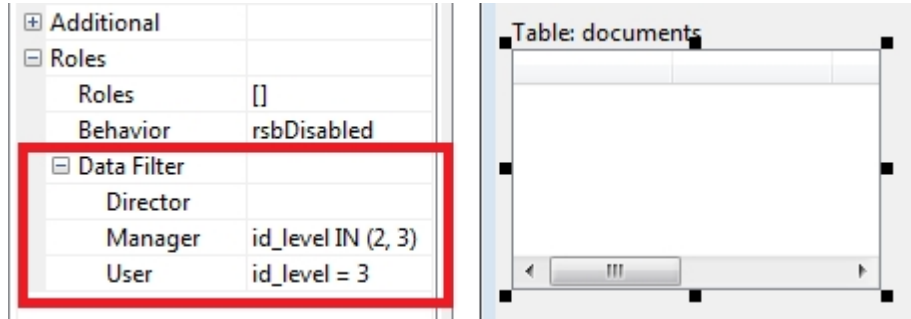 Additional
Roles
Roles []
Behavior rsbDisabled
Data Filter
Director
Manager id_level IN (2, 3)
User id_level = 3
Table: documents